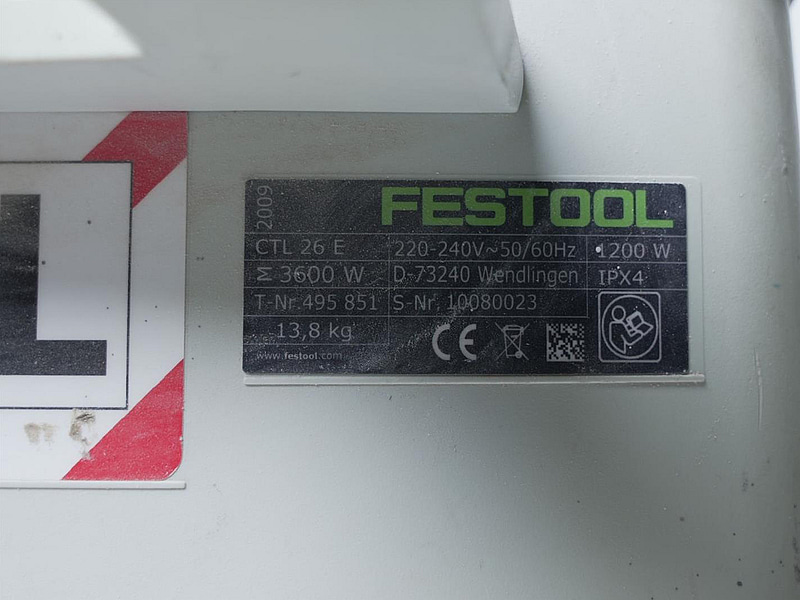 2009
FESTOOL
CTL 26 E 220-240V~50/60Hz 1200 W
Σ 3600 W D-73240 Wendlingen IPX4
T-Nr. 495 851 S-Nr. 10080023
13,8 kg CE
www.festool.com
L